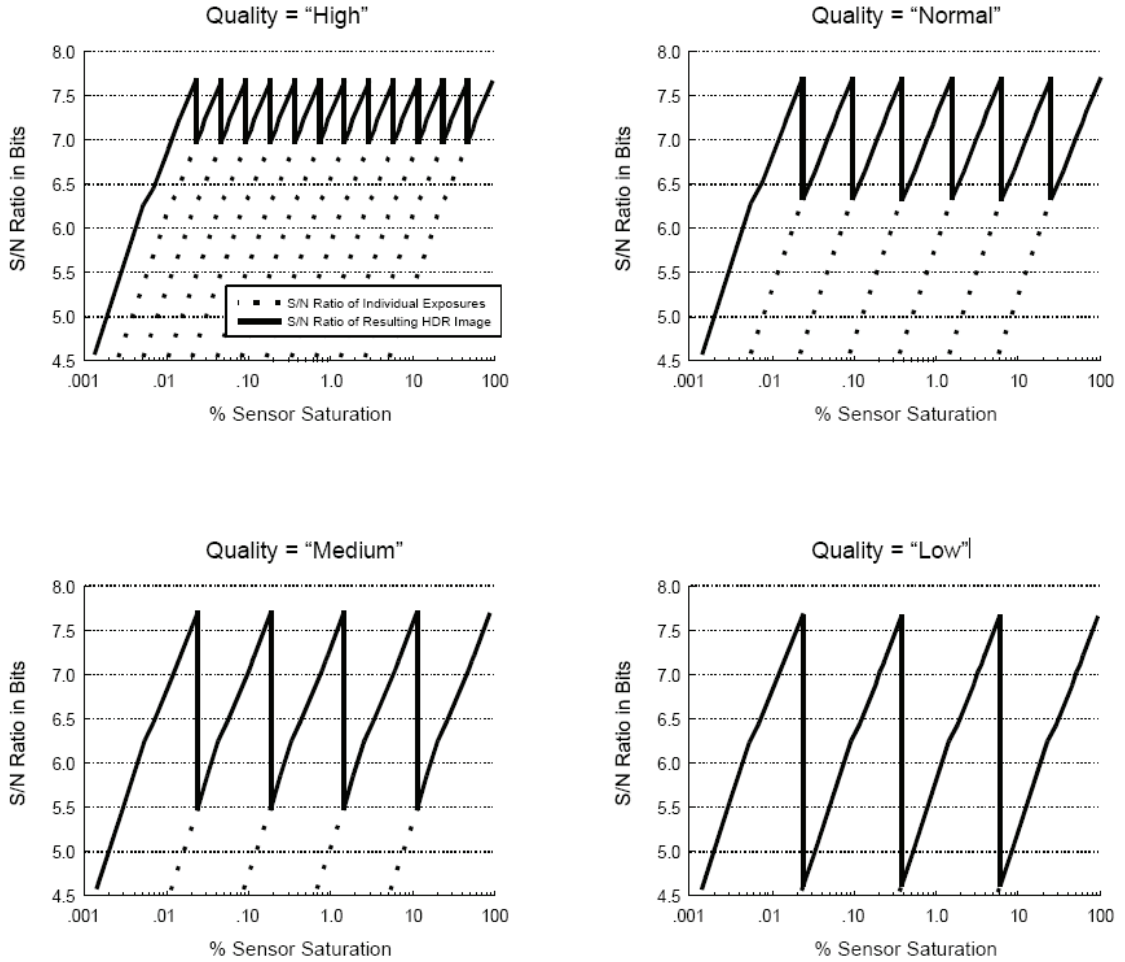 Quality = “High”
8.0
7.5
7.0
6.5
6.0
5.5
5.0
4.5
S/N Ratio in Bits
S/N Ratio of Individual Exposures
S/N Ratio of Resulting HDR Image
.001 .01 .10 1.0 10 100
% Sensor Saturation
Quality = “Normal”
8.0
7.5
7.0
6.5
6.0
5.5
5.0
4.5
S/N Ratio in Bits
.001 .01 .10 1.0 10 100
% Sensor Saturation
Quality = “Medium”
8.0
7.5
7.0
6.5
6.0
5.5
5.0
4.5
S/N Ratio in Bits
.001 .01 .10 1.0 10 100
% Sensor Saturation
Quality = “Low”
8.0
7.5
7.0
6.5
6.0
5.5
5.0
4.5
S/N Ratio in Bits
.001 .01 .10 1.0 10 100
% Sensor Saturation